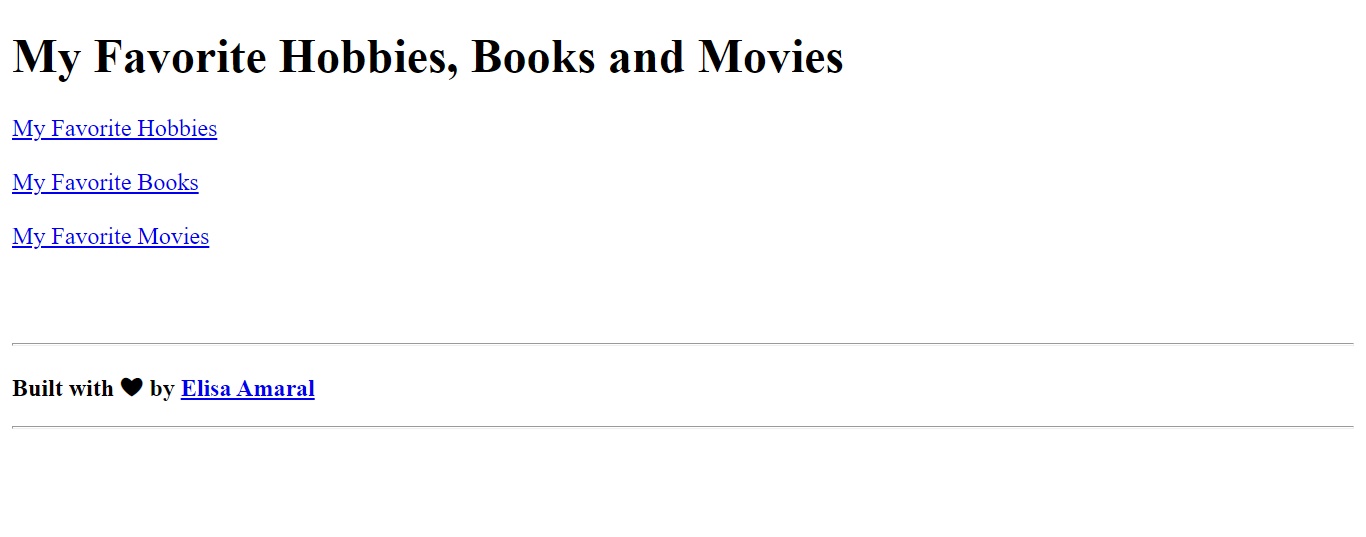 My Favorite Hobbies, Books and Movies
My Favorite Hobbies
My Favorite Books
My Favorite Movies
Built with ♥ by Elisa Amaral